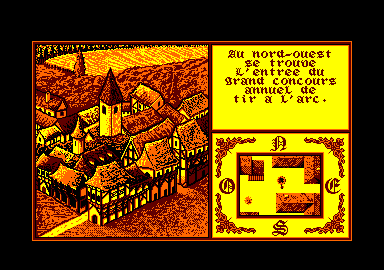 Au nord-ouest
se trouve
l'entree du
grand concours
annuel de
tir a l'arc.
N
O E
S